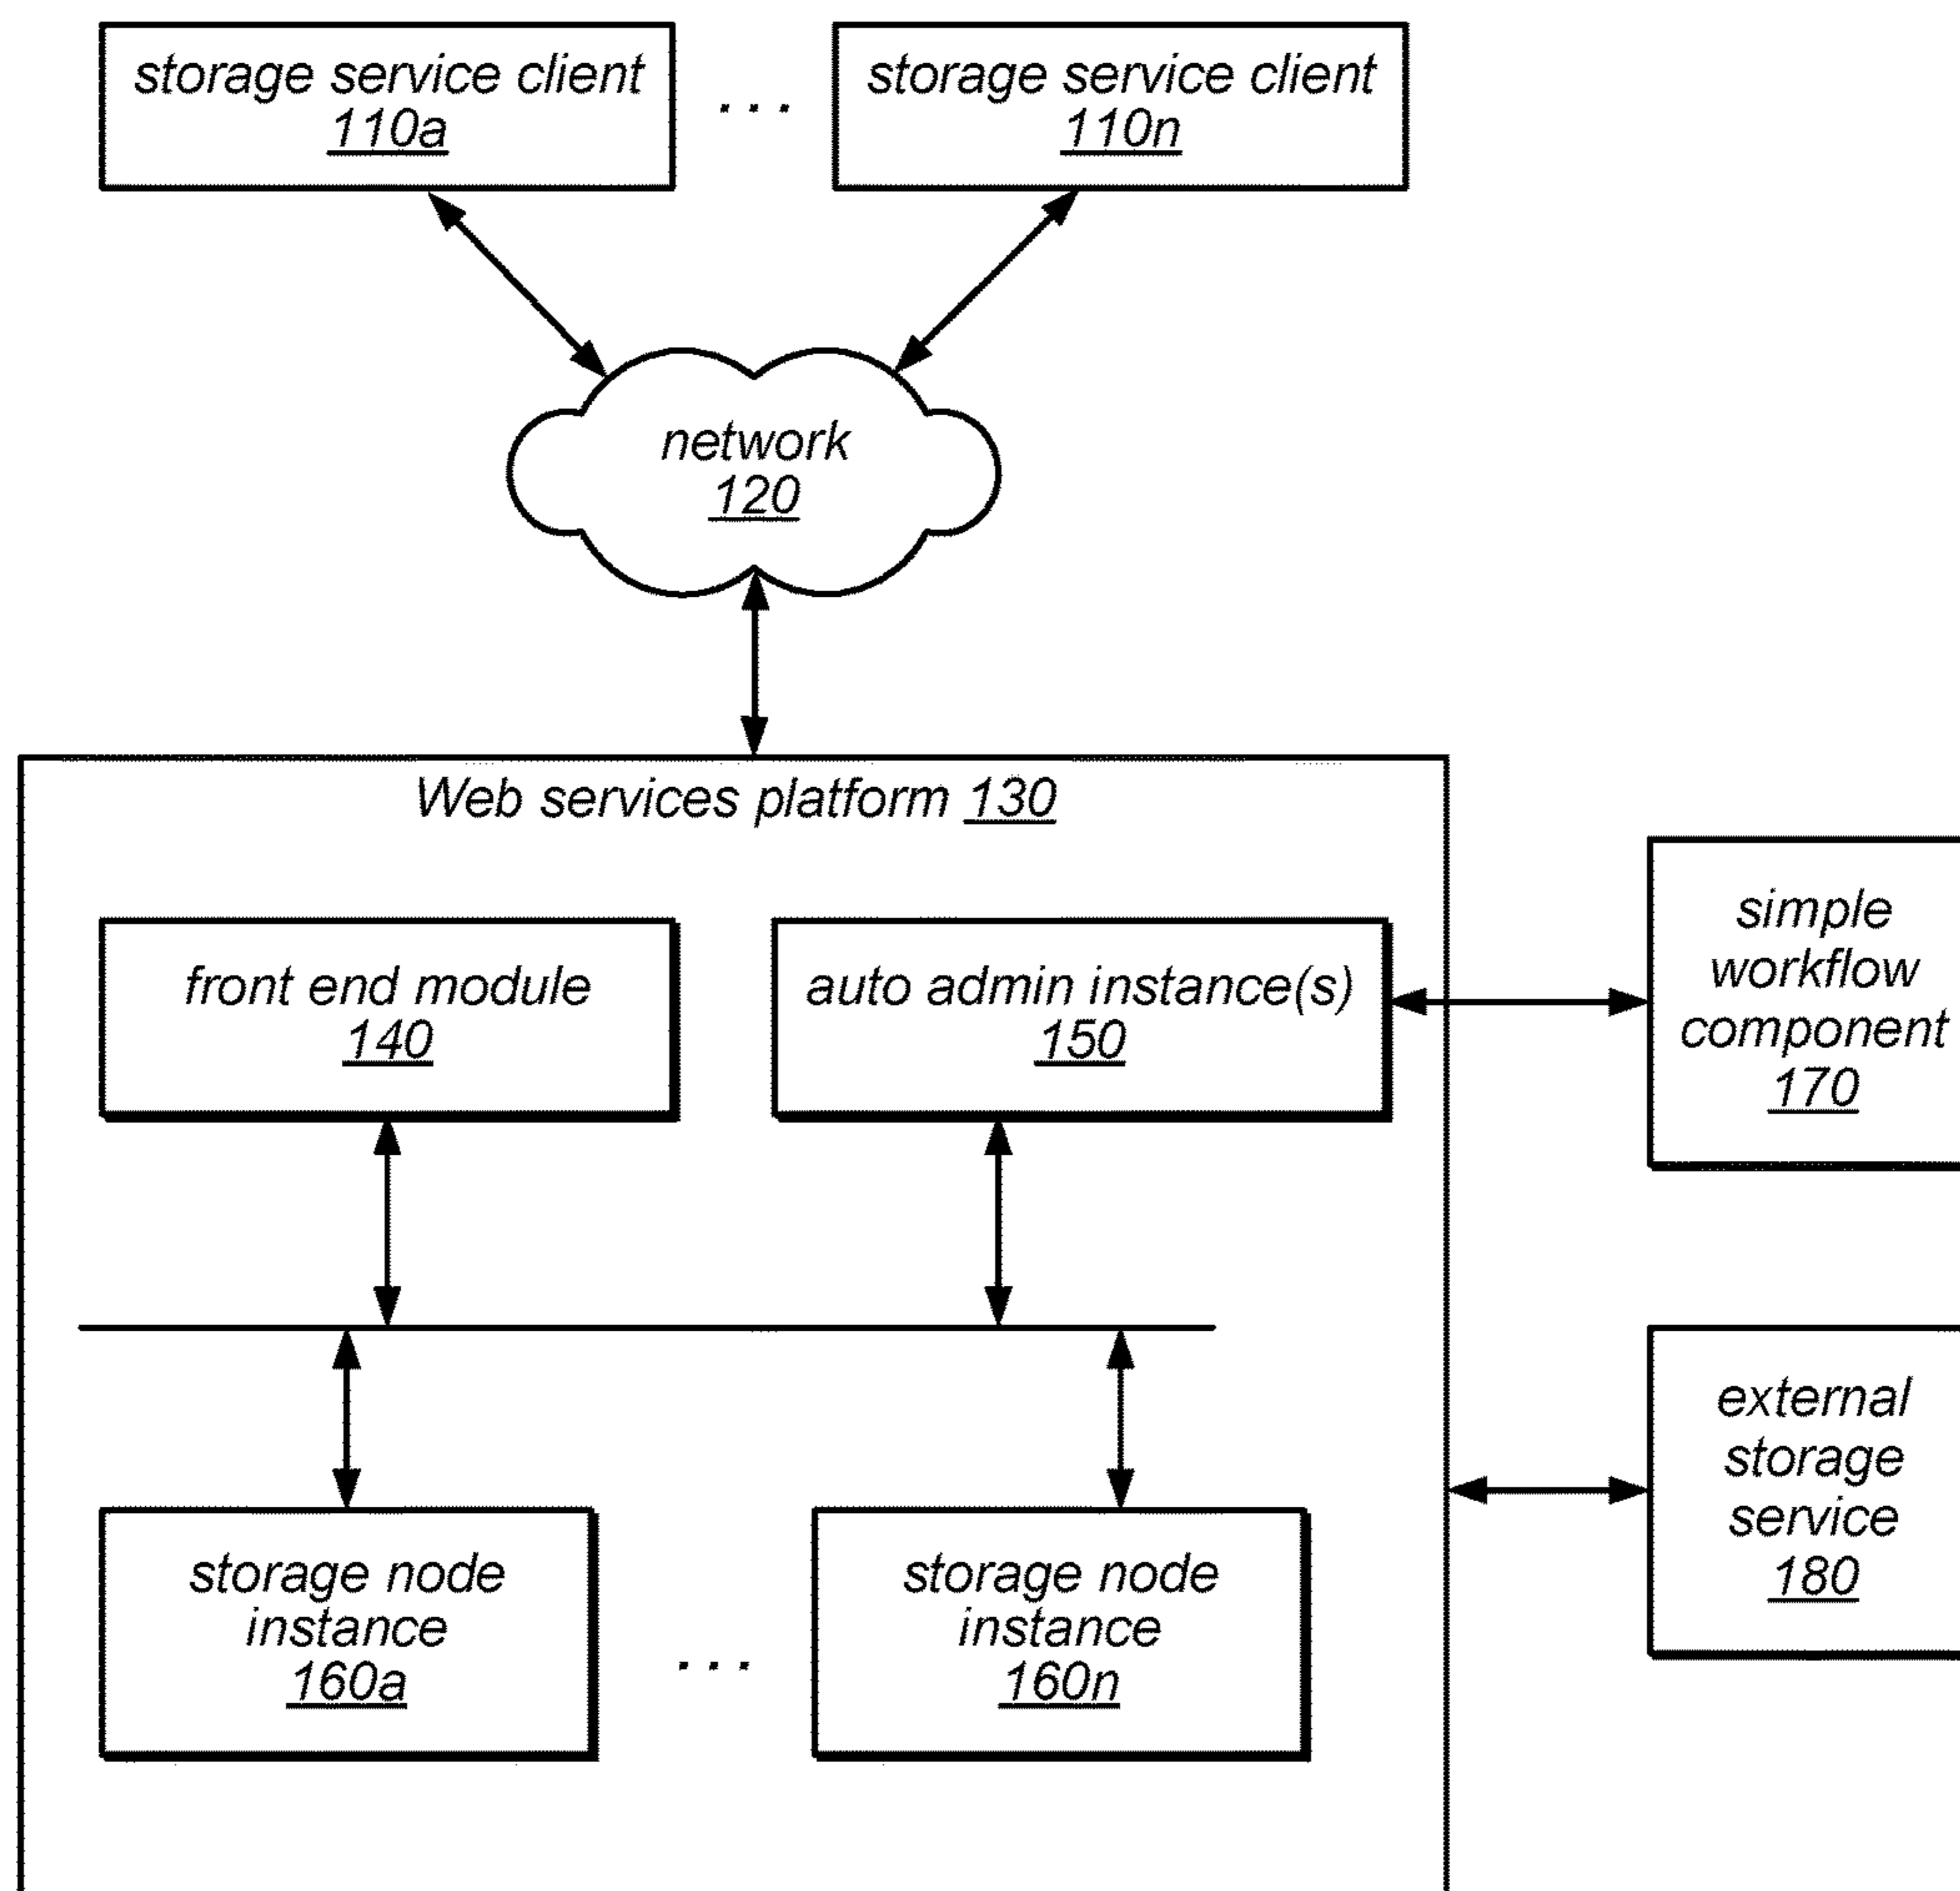 storage service client
110a
. . .
storage service client
110n
network
120
Web services platform 130
front end module
140
auto admin instance(s)
150
simple
workflow
component
170
external
storage
service
180
storage node
instance
160a
. . .
storage node
instance
160n